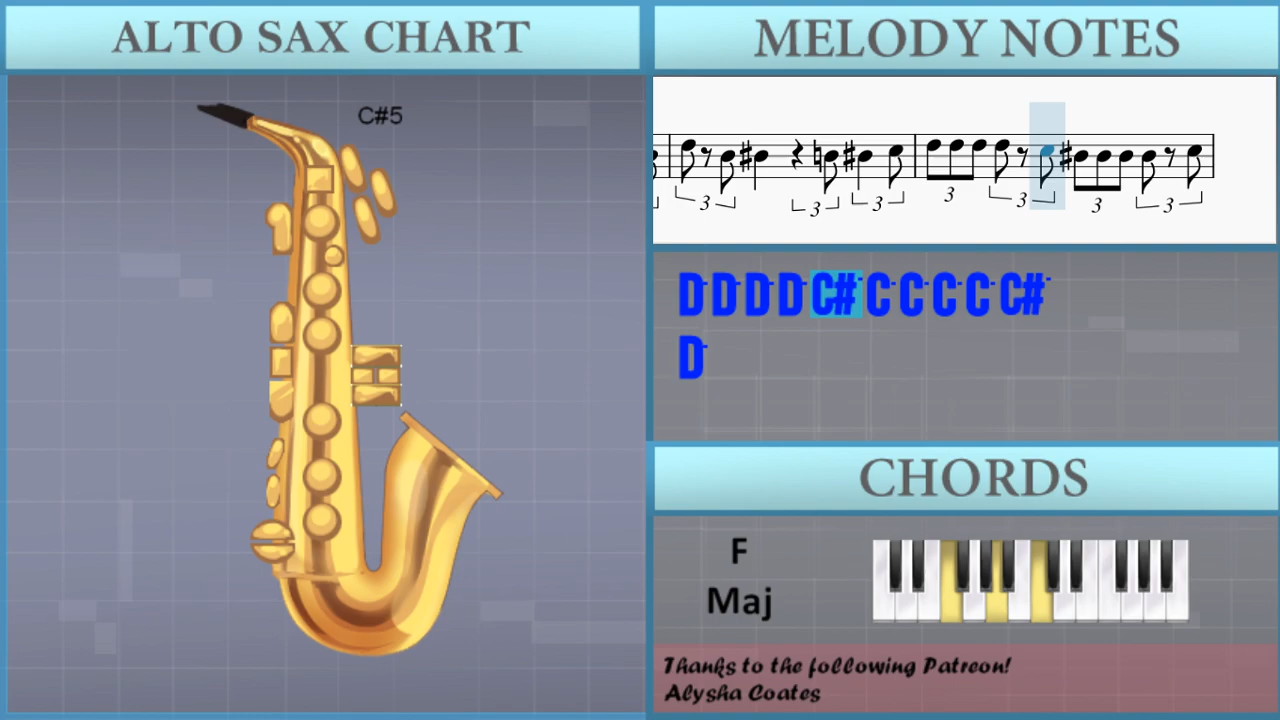 ALTO SAX CHART
C#5
MELODY NOTES
3 3 3 3 3 3 3
D D D D C# C C C C C#
D
CHORDS
F
Maj
Thanks to the following Patreon!
Alysha Coates